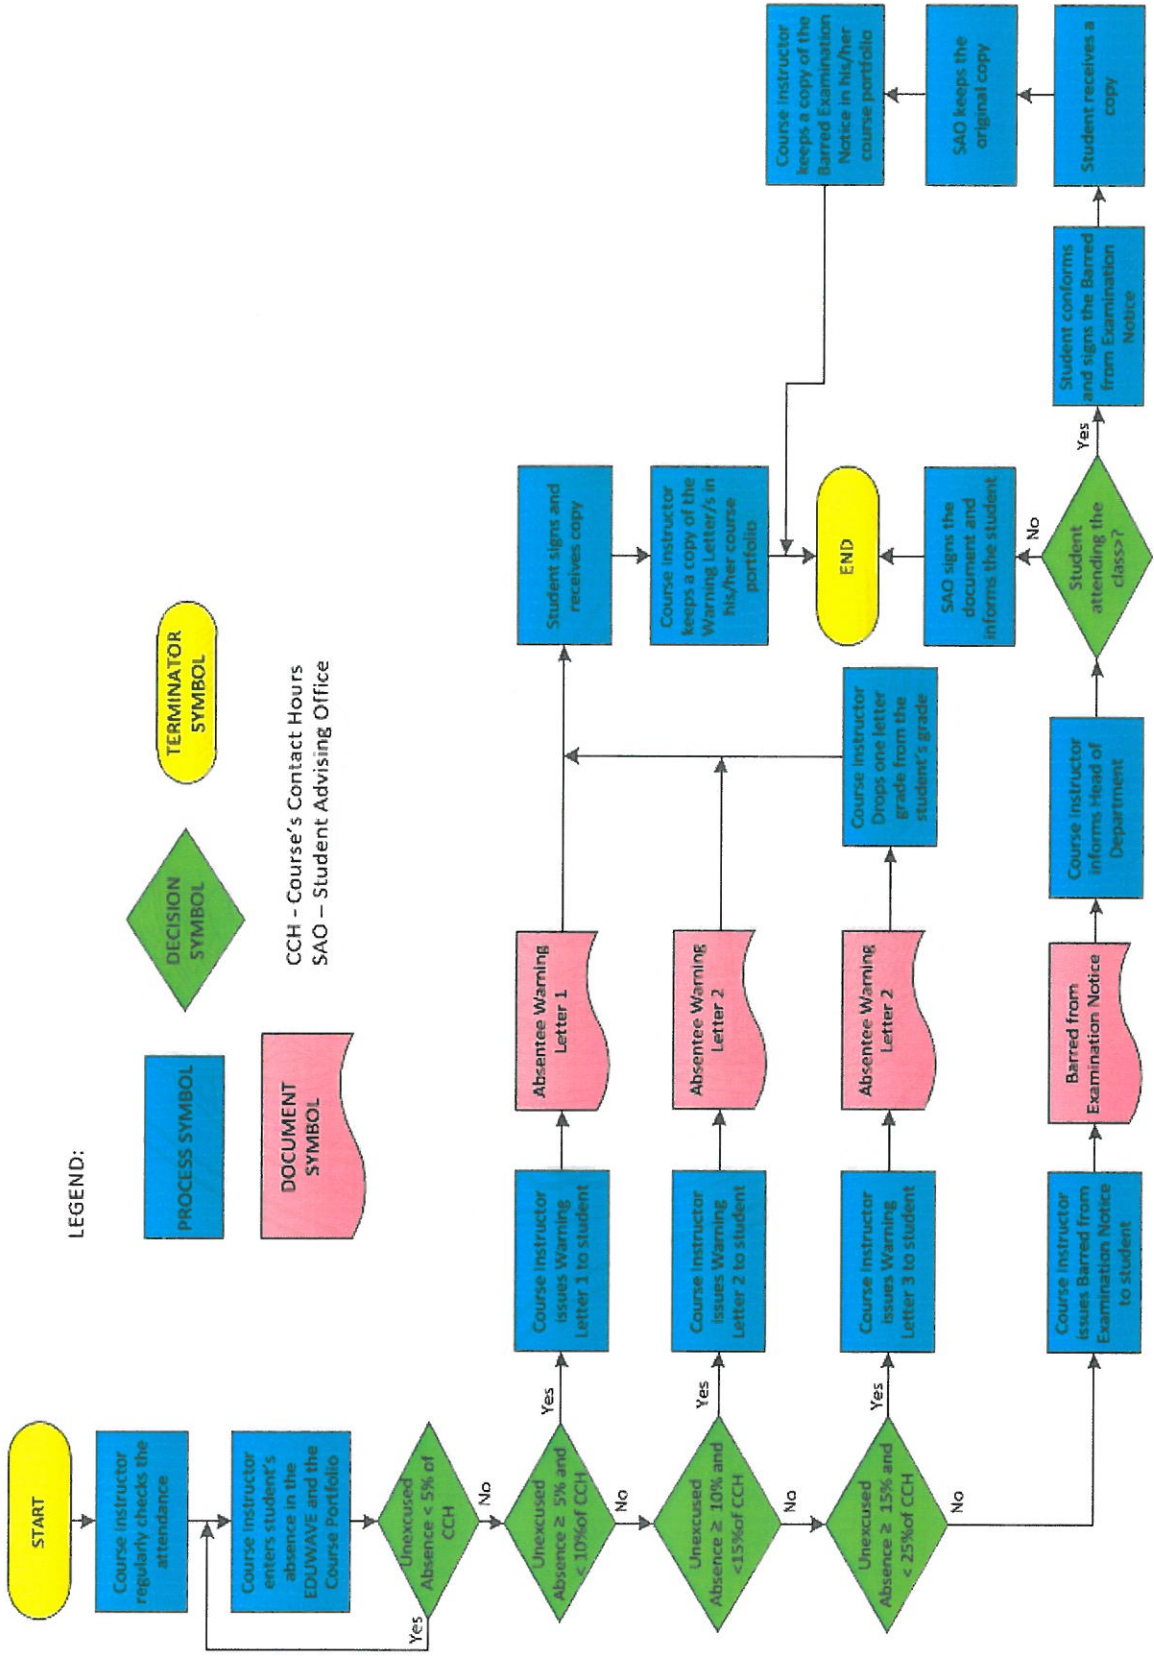 LEGEND:
PROCESS SYMBOL
DECISION
SYMBOL
TERMINATOR
SYMBOL
DOCUMENT
SYMBOL
CCH - Course's Contact Hours
SAO – Student Advising Office
START
Course Instructor
regularly checks the
attendance
Course Instructor
enters student's
absence in the
EDUWAVE and the
Course Portfolio
Unexcused
Absence < 5% of
CCH
Yes
No
Unexcused
Absence ≥ 5% and
< 10%of CCH
Yes
No
Course Instructor
issues Warning
Letter 1 to student
Absentee Warning
Letter 1
Student signs and
receives copy
Course Instructor
keeps a copy of the
Warning Letter/s in
his/her course
portfolio
Unexcused
Absence ≥ 10% and
<15%of CCH
Yes
No
Course Instructor
issues Warning
Letter 2 to student
Absentee Warning
Letter 2
Unexcused
Absence ≥ 15% and
< 25%of CCH
Yes
No
Course Instructor
issues Warning
Letter 3 to student
Absentee Warning
Letter 2
Course Instructor
Drops one letter
grade from the
student's grade
END
Course Instructor
issues Barred from
Examination Notice
to student
Barred from
Examination Notice
Course Instructor
informs Head of
Department
Student
attending the
class>?
No
Yes
SAO signs the
document and
informs the student
Student conforms
and signs the Barred
from Examination
Notice
Student receives a
copy
SAO keeps the
original copy
Course Instructor
keeps a copy of the
Barred Examination
Notice in his/her
course portfolio